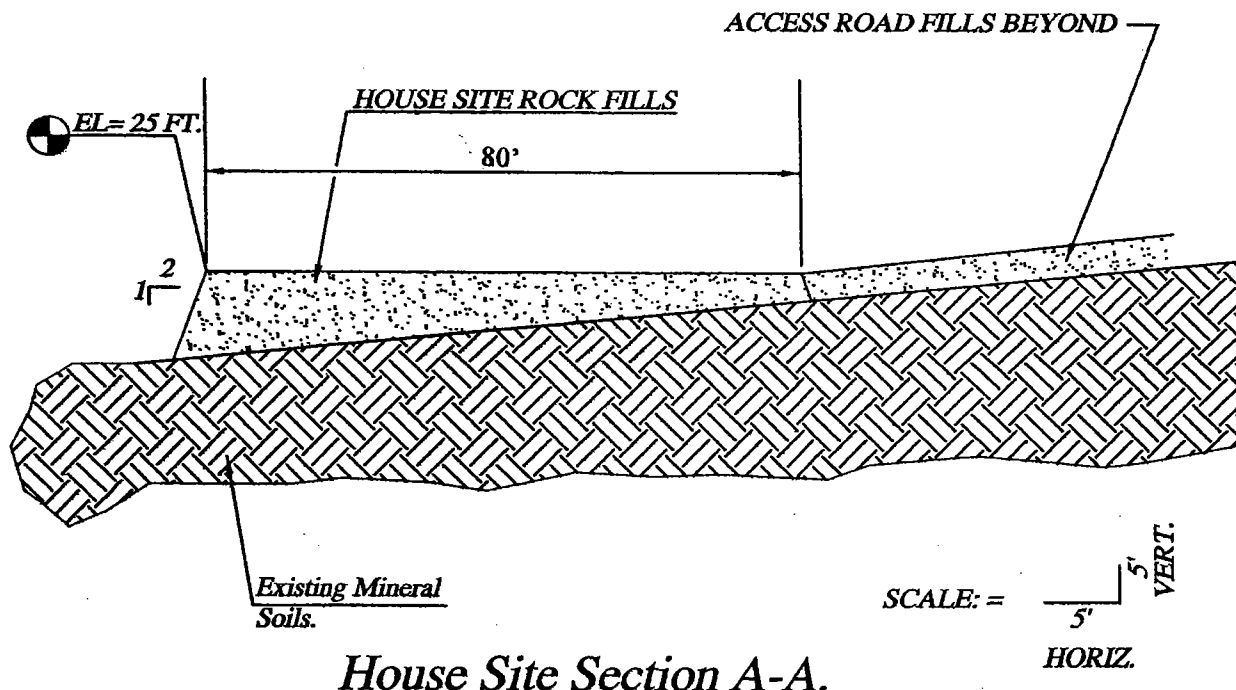 ACCESS ROAD FILLS BEYOND
HOUSE SITE ROCK FILLS
EL= 25 FT.
80'
2
1
Existing Mineral
Soils.
SCALE: =
5'
VERT.
5'
HORIZ.
House Site Section A-A.